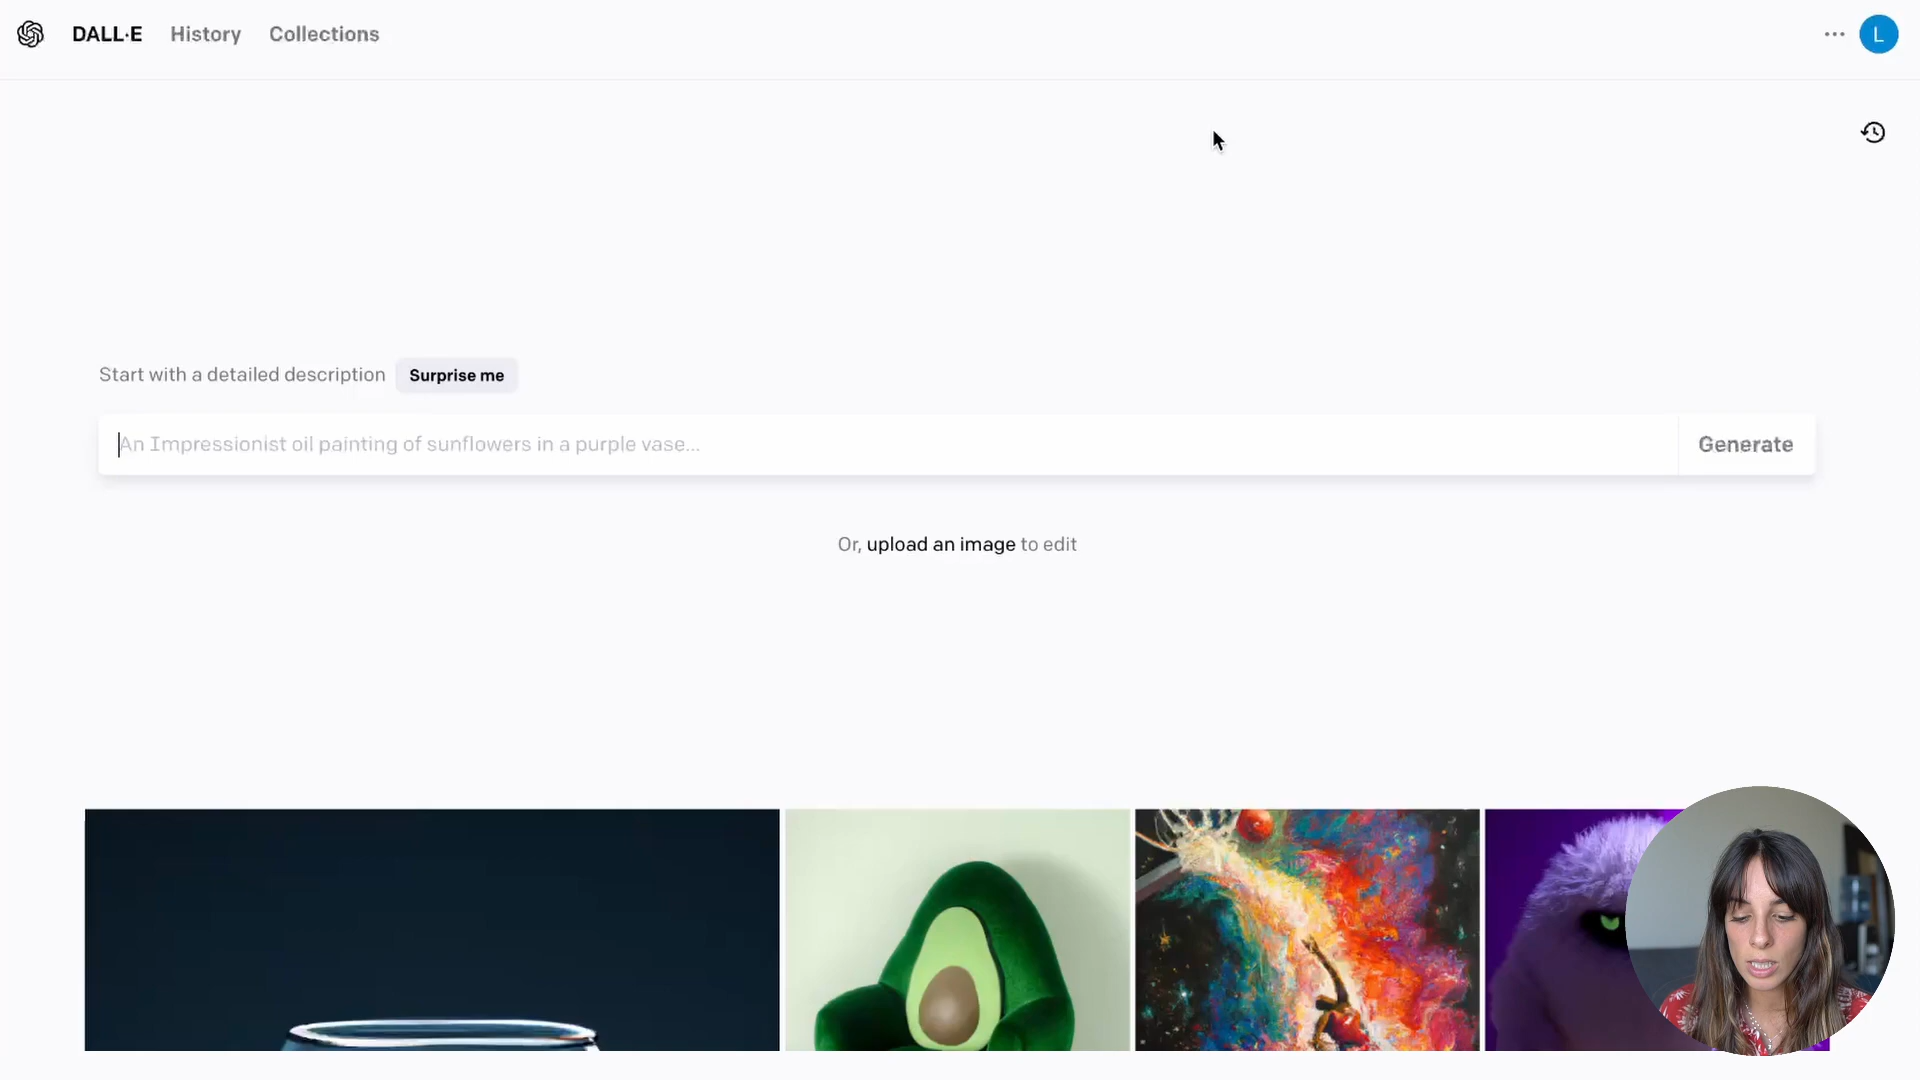 DALL·E History Collections
L
Start with a detailed description Surprise me
An Impressionist oil painting of sunflowers in a purple vase...
Generate
Or, upload an image to edit